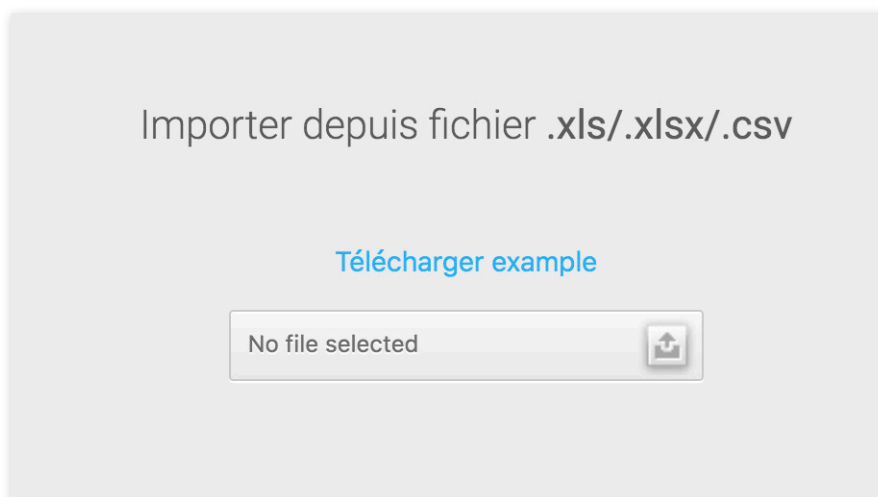 Importer depuis fichier .xls/.xlsx/.csv
Télécharger example
No file selected